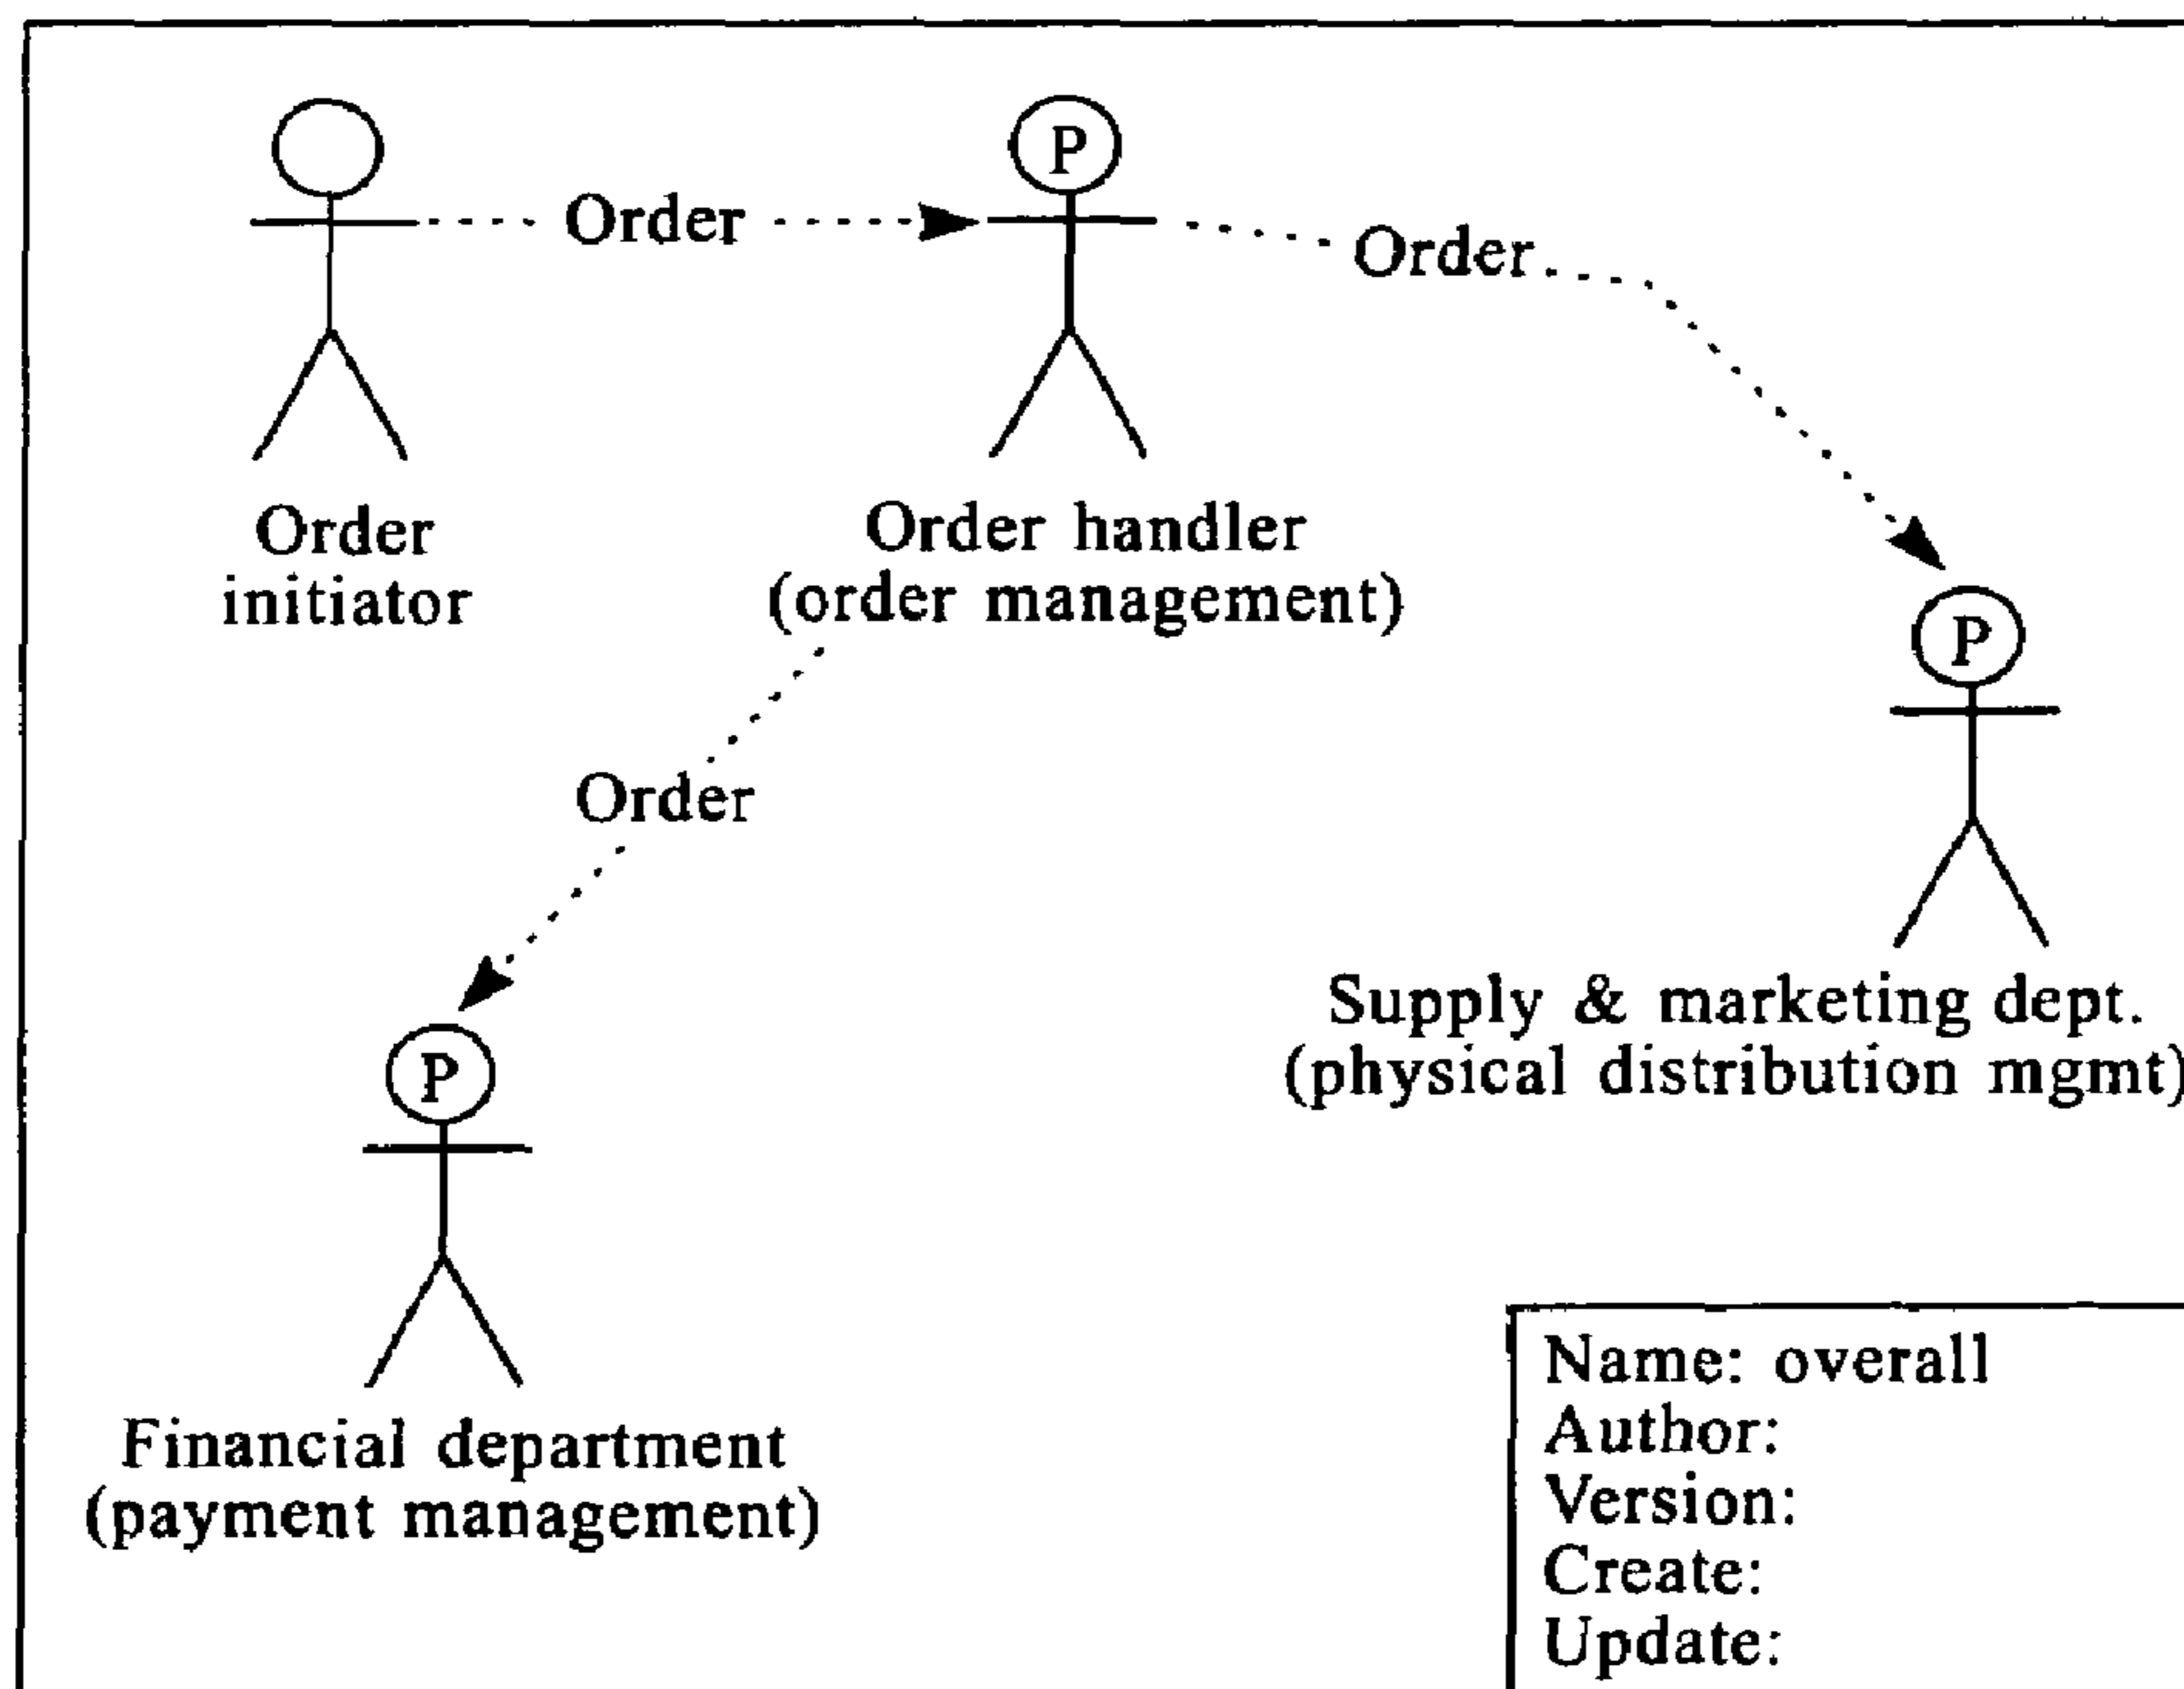 P
Order
Order
Order
initiator
Order handler
(order management)
P
Order
P
Supply & marketing dept.
(physical distribution mgmt)
Financial department
(payment management)
Name: overall
Author:
Version:
Create:
Update: